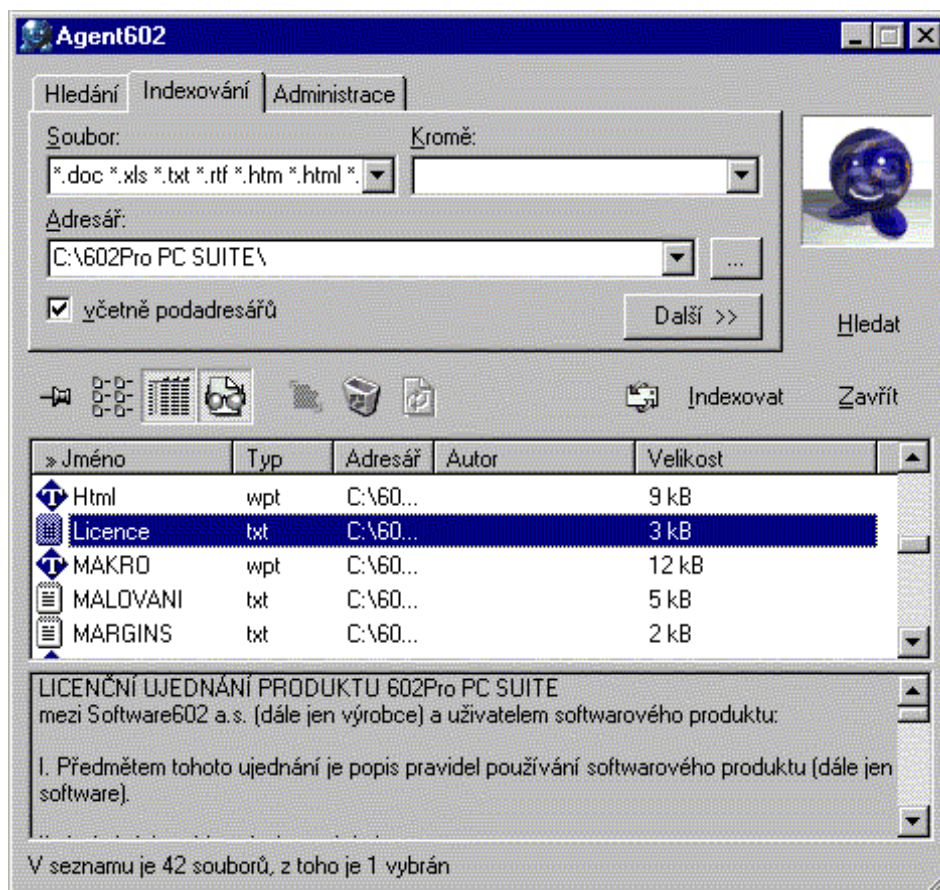 Agent602
Hledání Indexování Administrace
Soubor: Kromě:
*.doc *.xls *.txt *.rtf *.htm *.html *.
Adresář:
C:\602Pro PC SUITE\ ...
včetně podadresářů Další >>
Hledat
Indexovat Zavřít
» Jméno Typ Adresář Autor Velikost
Html wpt C:\60... 9 kB
Licence txt C:\60... 3 kB
MAKRO wpt C:\60... 12 kB
MALOVANI txt C:\60... 5 kB
MARGINS txt C:\60... 2 kB
LICENČNÍ UJEDNÁNÍ PRODUKTU 602Pro PC SUITE
mezi Software602 a.s. (dále jen výrobce) a uživatelem softwarového produktu:
I. Předmětem tohoto ujednání je popis pravidel používání softwarového produktu (dále jen
software).
V seznamu je 42 souborů, z toho je 1 vybrán